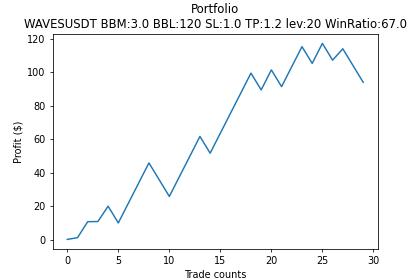 Portfolio
WAVESUSDT BBM:3.0 BBL:120 SL:1.0 TP:1.2 lev:20 WinRatio:67.0
120
100
80
60
40
20
0
Profit ($)
0 5 10 15 20 25 30
Trade counts